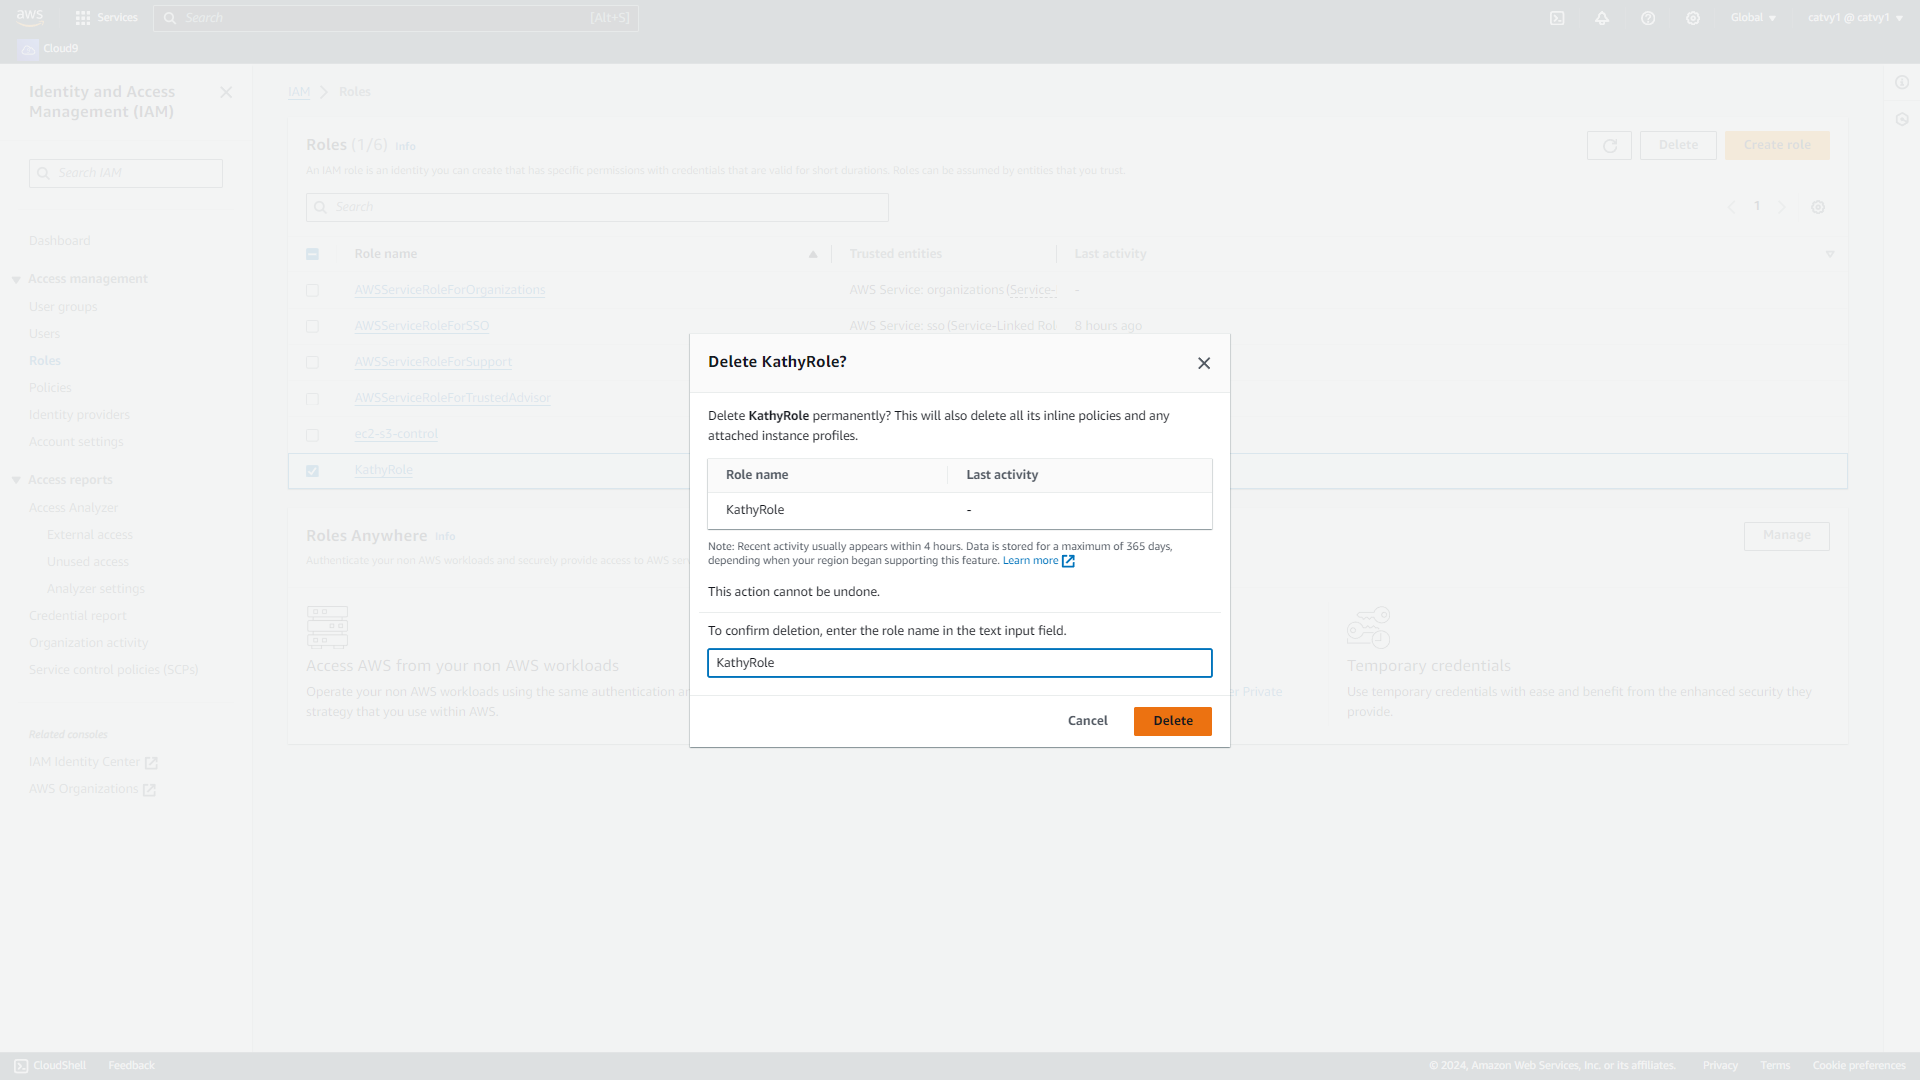 aws
Services
Search
[Alt+S]
Global
catvy1 @ catvy1
Cloud9
Identity and Access
Management (IAM)
Search IAM
Dashboard
Access management
User groups
Users
Roles
Policies
Identity providers
Account settings
Access reports
Access Analyzer
External access
Unused access
Analyzer settings
Credential report
Organization activity
Service control policies (SCPs)
Related consoles
IAM Identity Center
AWS Organizations
IAM
Roles
Roles (1/6) Info
Delete
Create role
An IAM role is an identity you can create that has specific permissions with credentials that are valid for short durations. Roles can be assumed by entities that you trust.
Search
1
Role name
Trusted entities
Last activity
AWSServiceRoleForOrganizations
AWS Service: organizations (Service-
-
AWSServiceRoleForSSO
AWS Service: sso (Service-Linked Rol
8 hours ago
AWSServiceRoleForSupport
AWSServiceRoleForTrustedAdvisor
ec2-s3-control
KathyRole
Delete KathyRole?
Delete KathyRole permanently? This will also delete all its inline policies and any
attached instance profiles.
Role name
Last activity
KathyRole
-
Note: Recent activity usually appears within 4 hours. Data is stored for a maximum of 365 days,
depending when your region began supporting this feature. Learn more
This action cannot be undone.
To confirm deletion, enter the role name in the text input field.
KathyRole
Cancel
Delete
Roles Anywhere Info
Manage
Authenticate your non AWS workloads and securely provide access to AWS ser
Access AWS from your non AWS workloads
Operate your non AWS workloads using the same authentication a
strategy that you use within AWS.
er Private
Temporary credentials
Use temporary credentials with ease and benefit from the enhanced security they
provide.
CloudShell
Feedback
© 2024, Amazon Web Services, Inc. or its affiliates.
Privacy
Terms
Cookie preferences